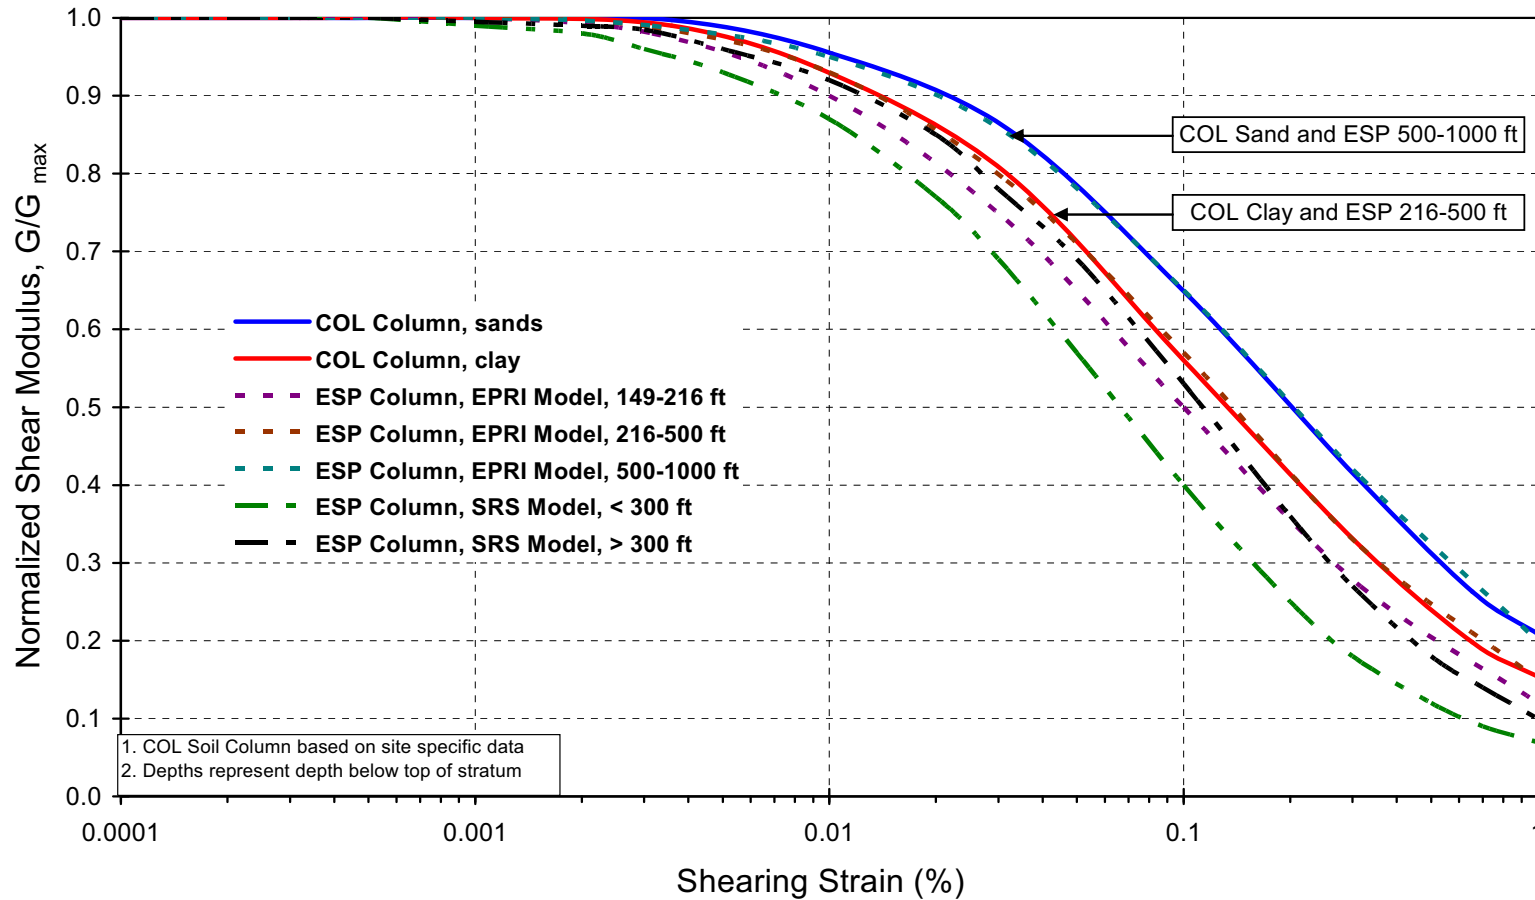 1.0
0.9
0.8
0.7
0.6
0.5
0.4
0.3
0.2
0.1
0.0
Normalized Shear Modulus, G/G max
COL Sand and ESP 500-1000 ft
COL Clay and ESP 216-500 ft
COL Column, sands
COL Column, clay
ESP Column, EPRI Model, 149-216 ft
ESP Column, EPRI Model, 216-500 ft
ESP Column, EPRI Model, 500-1000 ft
ESP Column, SRS Model, < 300 ft
ESP Column, SRS Model, > 300 ft
1. COL Soil Column based on site specific data
2. Depths represent depth below top of stratum
0.0001 0.001 0.01 0.1 1
Shearing Strain (%)